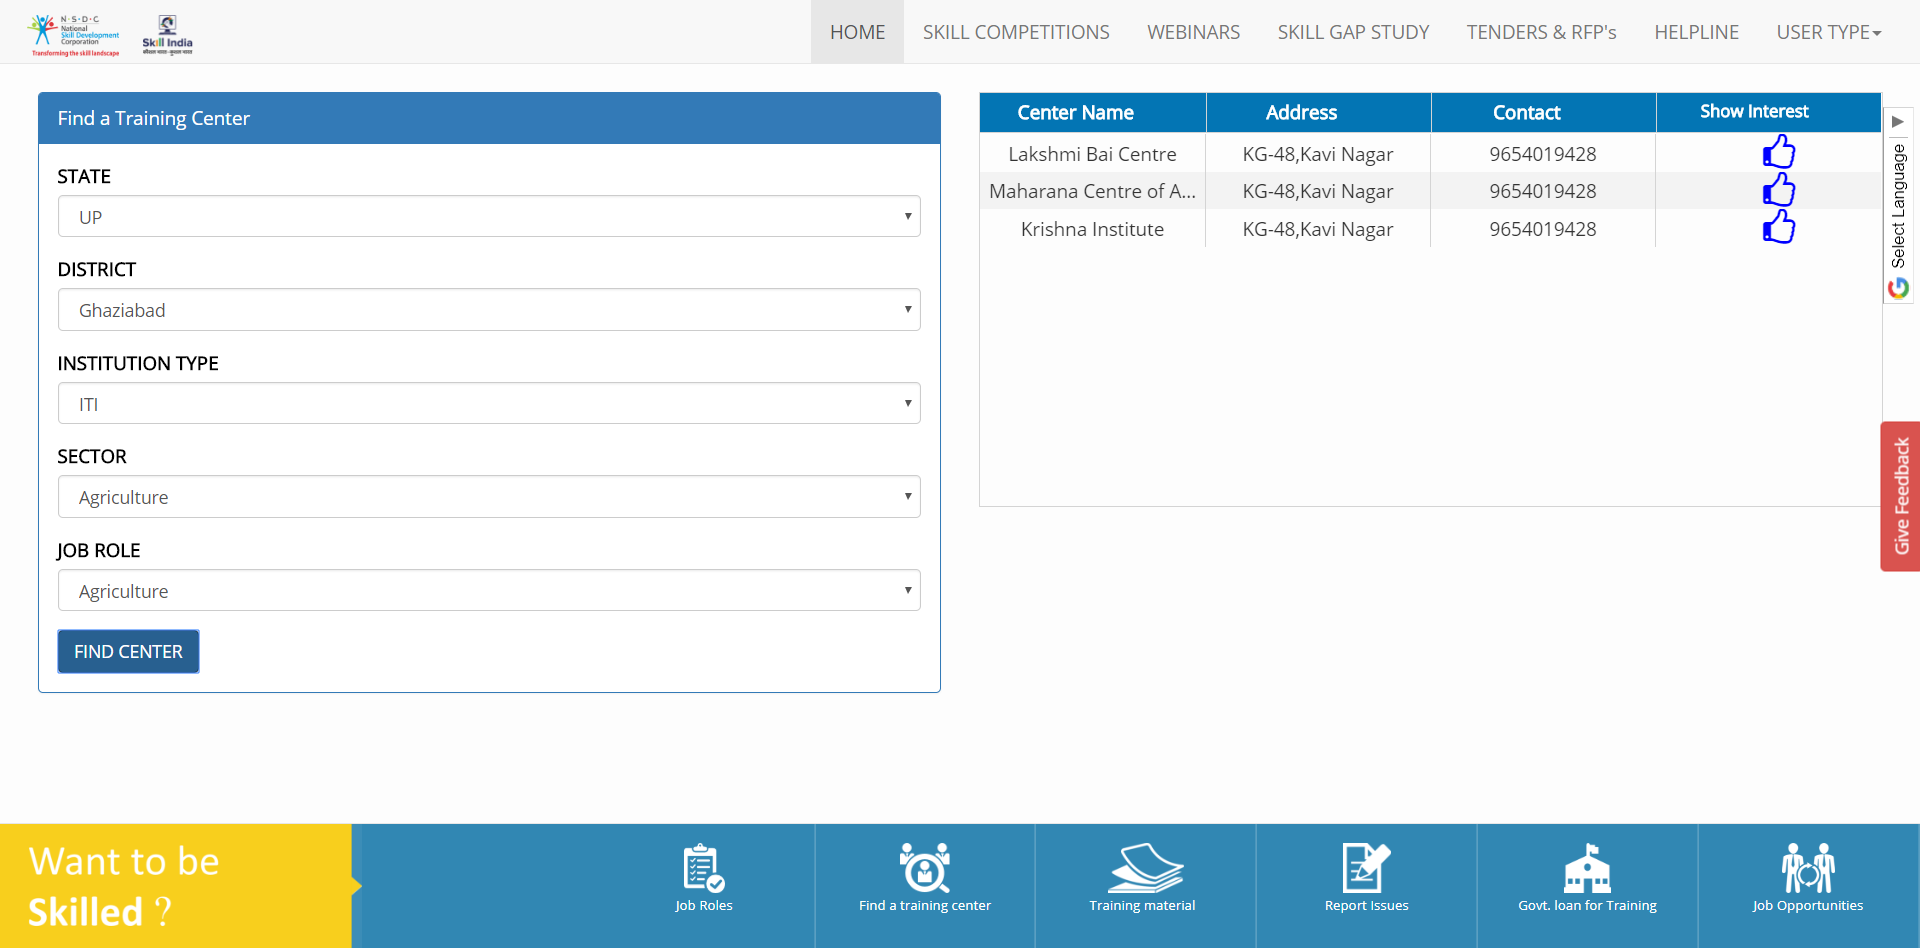 N·S·D·C
National
Skill Development
Corporation
Transforming the skill landscape
Skill India
कौशल भारत - कुशल भारत
HOME
SKILL COMPETITIONS
WEBINARS
SKILL GAP STUDY
TENDERS & RFP's
HELPLINE
USER TYPE
Find a Training Center
STATE
UP
DISTRICT
Ghaziabad
INSTITUTION TYPE
ITI
SECTOR
Agriculture
JOB ROLE
Agriculture
FIND CENTER
Center Name Address Contact Show Interest
Lakshmi Bai Centre KG-48,Kavi Nagar 9654019428
Maharana Centre of A... KG-48,Kavi Nagar 9654019428
Krishna Institute KG-48,Kavi Nagar 9654019428
Select Language
Give Feedback
Want to be
Skilled ?
Job Roles
Find a training center
Training material
Report Issues
Govt. loan for Training
Job Opportunities